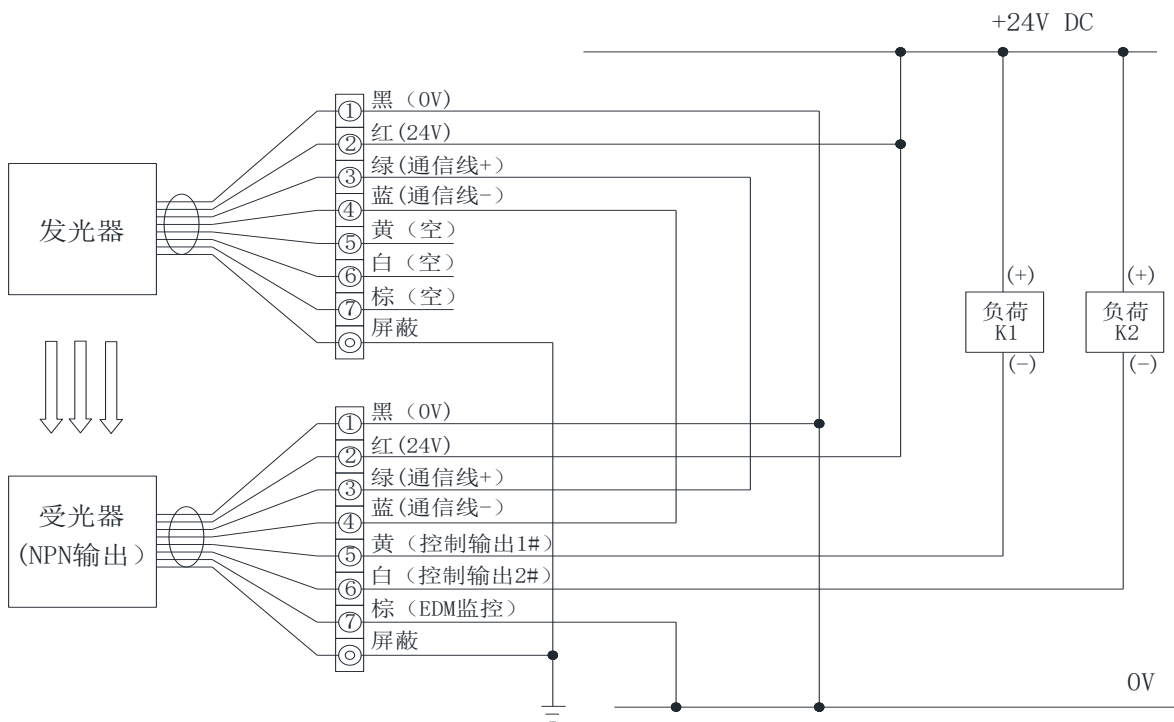 +24V DC
发光器
① 黑（0V)
② 红(24V)
③ 绿(通信线+）
④ 蓝(通信线-）
⑤ 黄（空）
⑥ 白（空）
⑦ 棕（空）
屏蔽
(+)
负荷
K1
(-)
(+)
负荷
K2
(-)
受光器
(NPN输出）
① 黑（0V)
② 红(24V)
③ 绿(通信线+）
④ 蓝(通信线-）
⑤ 黄（控制输出1#）
⑥ 白（控制输出2#）
⑦ 棕（EDM监控）
屏蔽
0V